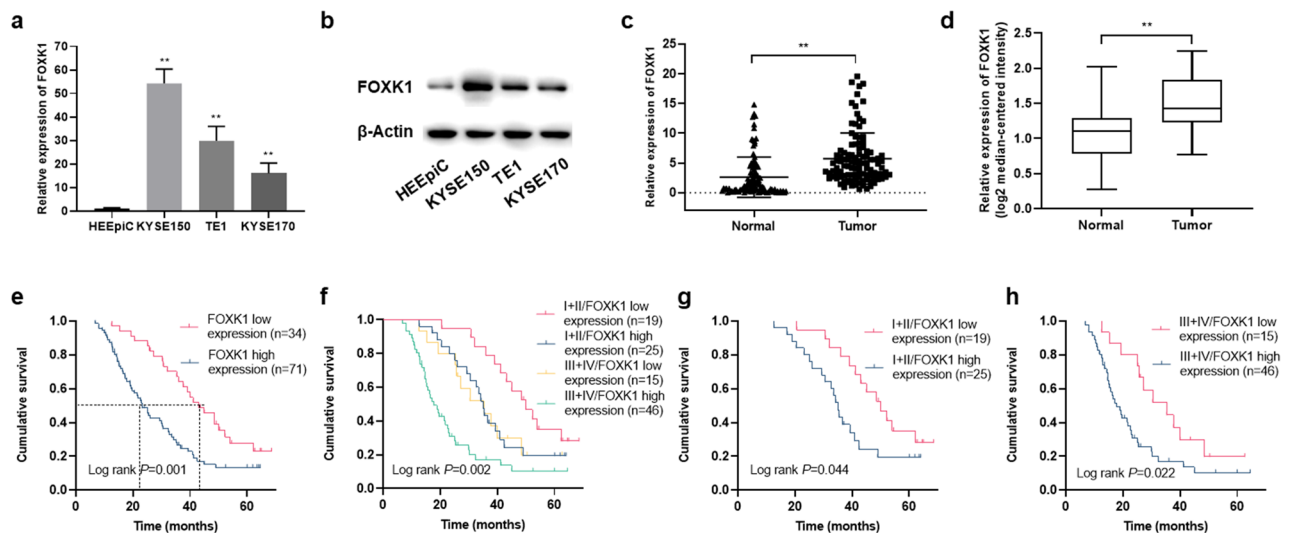 a
Relative expression of FOXK1
70
60
50
40
30
20
10
0
**
**
**
HEEpiC KYSE150 TE1 KYSE170
b
FOXK1
β-Actin
HEEpiC
KYSE150
TE1
KYSE170
c
Relative expression of FOXK1
25
20
15
10
5
0
**
Normal Tumor
d
Relative expression of FOXK1
(log2 median-centered intensity)
2.5
2.0
1.5
1.0
0.5
0.0
**
Normal Tumor
e
Cumulative survival
1.0
0.8
0.6
0.4
0.2
0.0
FOXK1 low
expression (n=34)
FOXK1 high
expression (n=71)
Log rank P=0.001
0 20 40 60
Time (months)
f
Cumulative survival
1.0
0.8
0.6
0.4
0.2
0.0
I+II/FOXK1 low
expression (n=19)
I+II/FOXK1 high
expression (n=25)
III+IV/FOXK1 low
expression (n=15)
III+IV/FOXK1 high
expression (n=46)
Log rank P=0.002
0 20 40 60
Time (months)
g
Cumulative survival
1.0
0.8
0.6
0.4
0.2
0.0
I+II/FOXK1 low
expression (n=19)
I+II/FOXK1 high
expression (n=25)
Log rank P=0.044
0 20 40 60
Time (months)
h
Cumulative survival
1.0
0.8
0.6
0.4
0.2
0.0
III+IV/FOXK1 low
expression (n=15)
III+IV/FOXK1 high
expression (n=46)
Log rank P=0.022
0 20 40 60
Time (months)